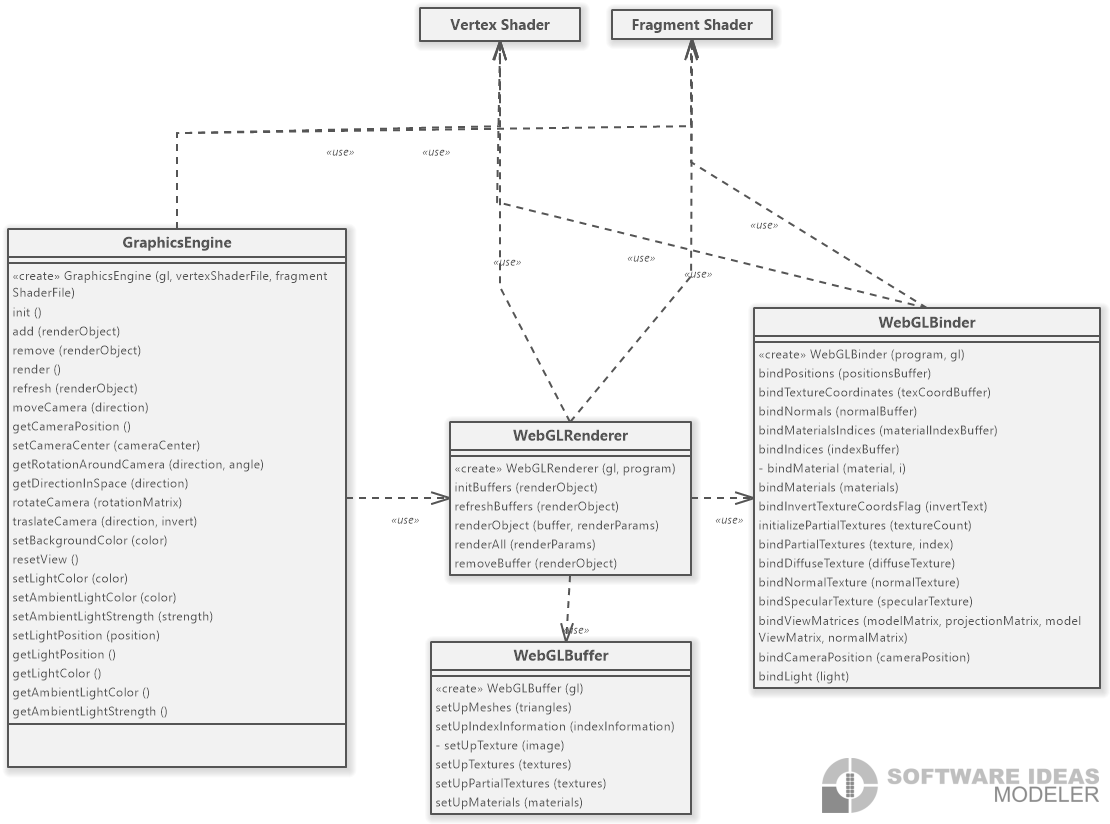 Vertex Shader
Fragment Shader
«use»
«use»
«use»
«use»
«use»
«use»
GraphicsEngine
«create» GraphicsEngine (gl, vertexShaderFile, fragment
ShaderFile)
init ()
add (renderObject)
remove (renderObject)
render ()
refresh (renderObject)
moveCamera (direction)
getCameraPosition ()
setCameraCenter (cameraCenter)
getRotationAroundCamera (direction, angle)
getDirectionInSpace (direction)
rotateCamera (rotationMatrix)
traslateCamera (direction, invert)
setBackgroundColor (color)
resetView ()
setLightColor (color)
setAmbientLightColor (color)
setAmbientLightStrength (strength)
setLightPosition (position)
getLightPosition ()
getLightColor ()
getAmbientLightColor ()
getAmbientLightStrength ()
«use»
WebGLRenderer
«create» WebGLRenderer (gl, program)
initBuffers (renderObject)
refreshBuffers (renderObject)
renderObject (buffer, renderParams)
renderAll (renderParams)
removeBuffer (renderObject)
«use»
«use»
WebGLBuffer
«create» WebGLBuffer (gl)
setUpMeshes (triangles)
setUpIndexInformation (indexInformation)
- setUpTexture (image)
setUpTextures (textures)
setUpPartialTextures (textures)
setUpMaterials (materials)
WebGLBinder
«create» WebGLBinder (program, gl)
bindPositions (positionsBuffer)
bindTextureCoordinates (texCoordBuffer)
bindNormals (normalBuffer)
bindMaterialsIndices (materialIndexBuffer)
bindIndices (indexBuffer)
- bindMaterial (material, i)
bindMaterials (materials)
bindInvertTextureCoordsFlag (invertText)
initializePartialTextures (textureCount)
bindPartialTextures (texture, index)
bindDiffuseTexture (diffuseTexture)
bindNormalTexture (normalTexture)
bindSpecularTexture (specularTexture)
bindViewMatrices (modelMatrix, projectionMatrix, model
ViewMatrix, normalMatrix)
bindCameraPosition (cameraPosition)
bindLight (light)
SOFTWARE IDEAS
MODELER